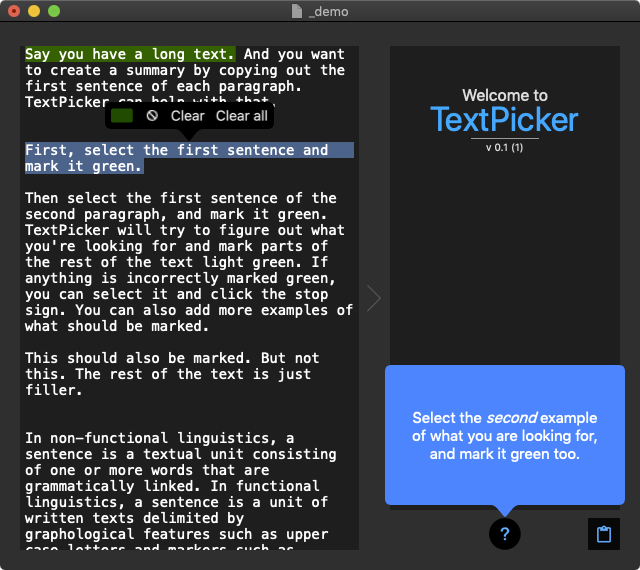 _demo
Say you have a long text. And you want
to create a summary by copying out the
first sentence of each paragraph.
TextPicker can help with that.
Clear Clear all
First, select the first sentence and
mark it green.
Then select the first sentence of the
second paragraph, and mark it green.
TextPicker will try to figure out what
you're looking for and mark parts of
the rest of the text light green. If
anything is incorrectly marked green,
you can select it and click the stop
sign. You can also add more examples of
what should be marked.
This should also be marked. But not
this. The rest of the text is just
filler.
In non-functional linguistics, a
sentence is a textual unit consisting
of one or more words that are
grammatically linked. In functional
linguistics, a sentence is a unit of
written texts delimited by
graphological features such as upper
case letters and markers such as
Welcome to
TextPicker
v 0.1 (1)
Select the second example
of what you are looking for,
and mark it green too.
?